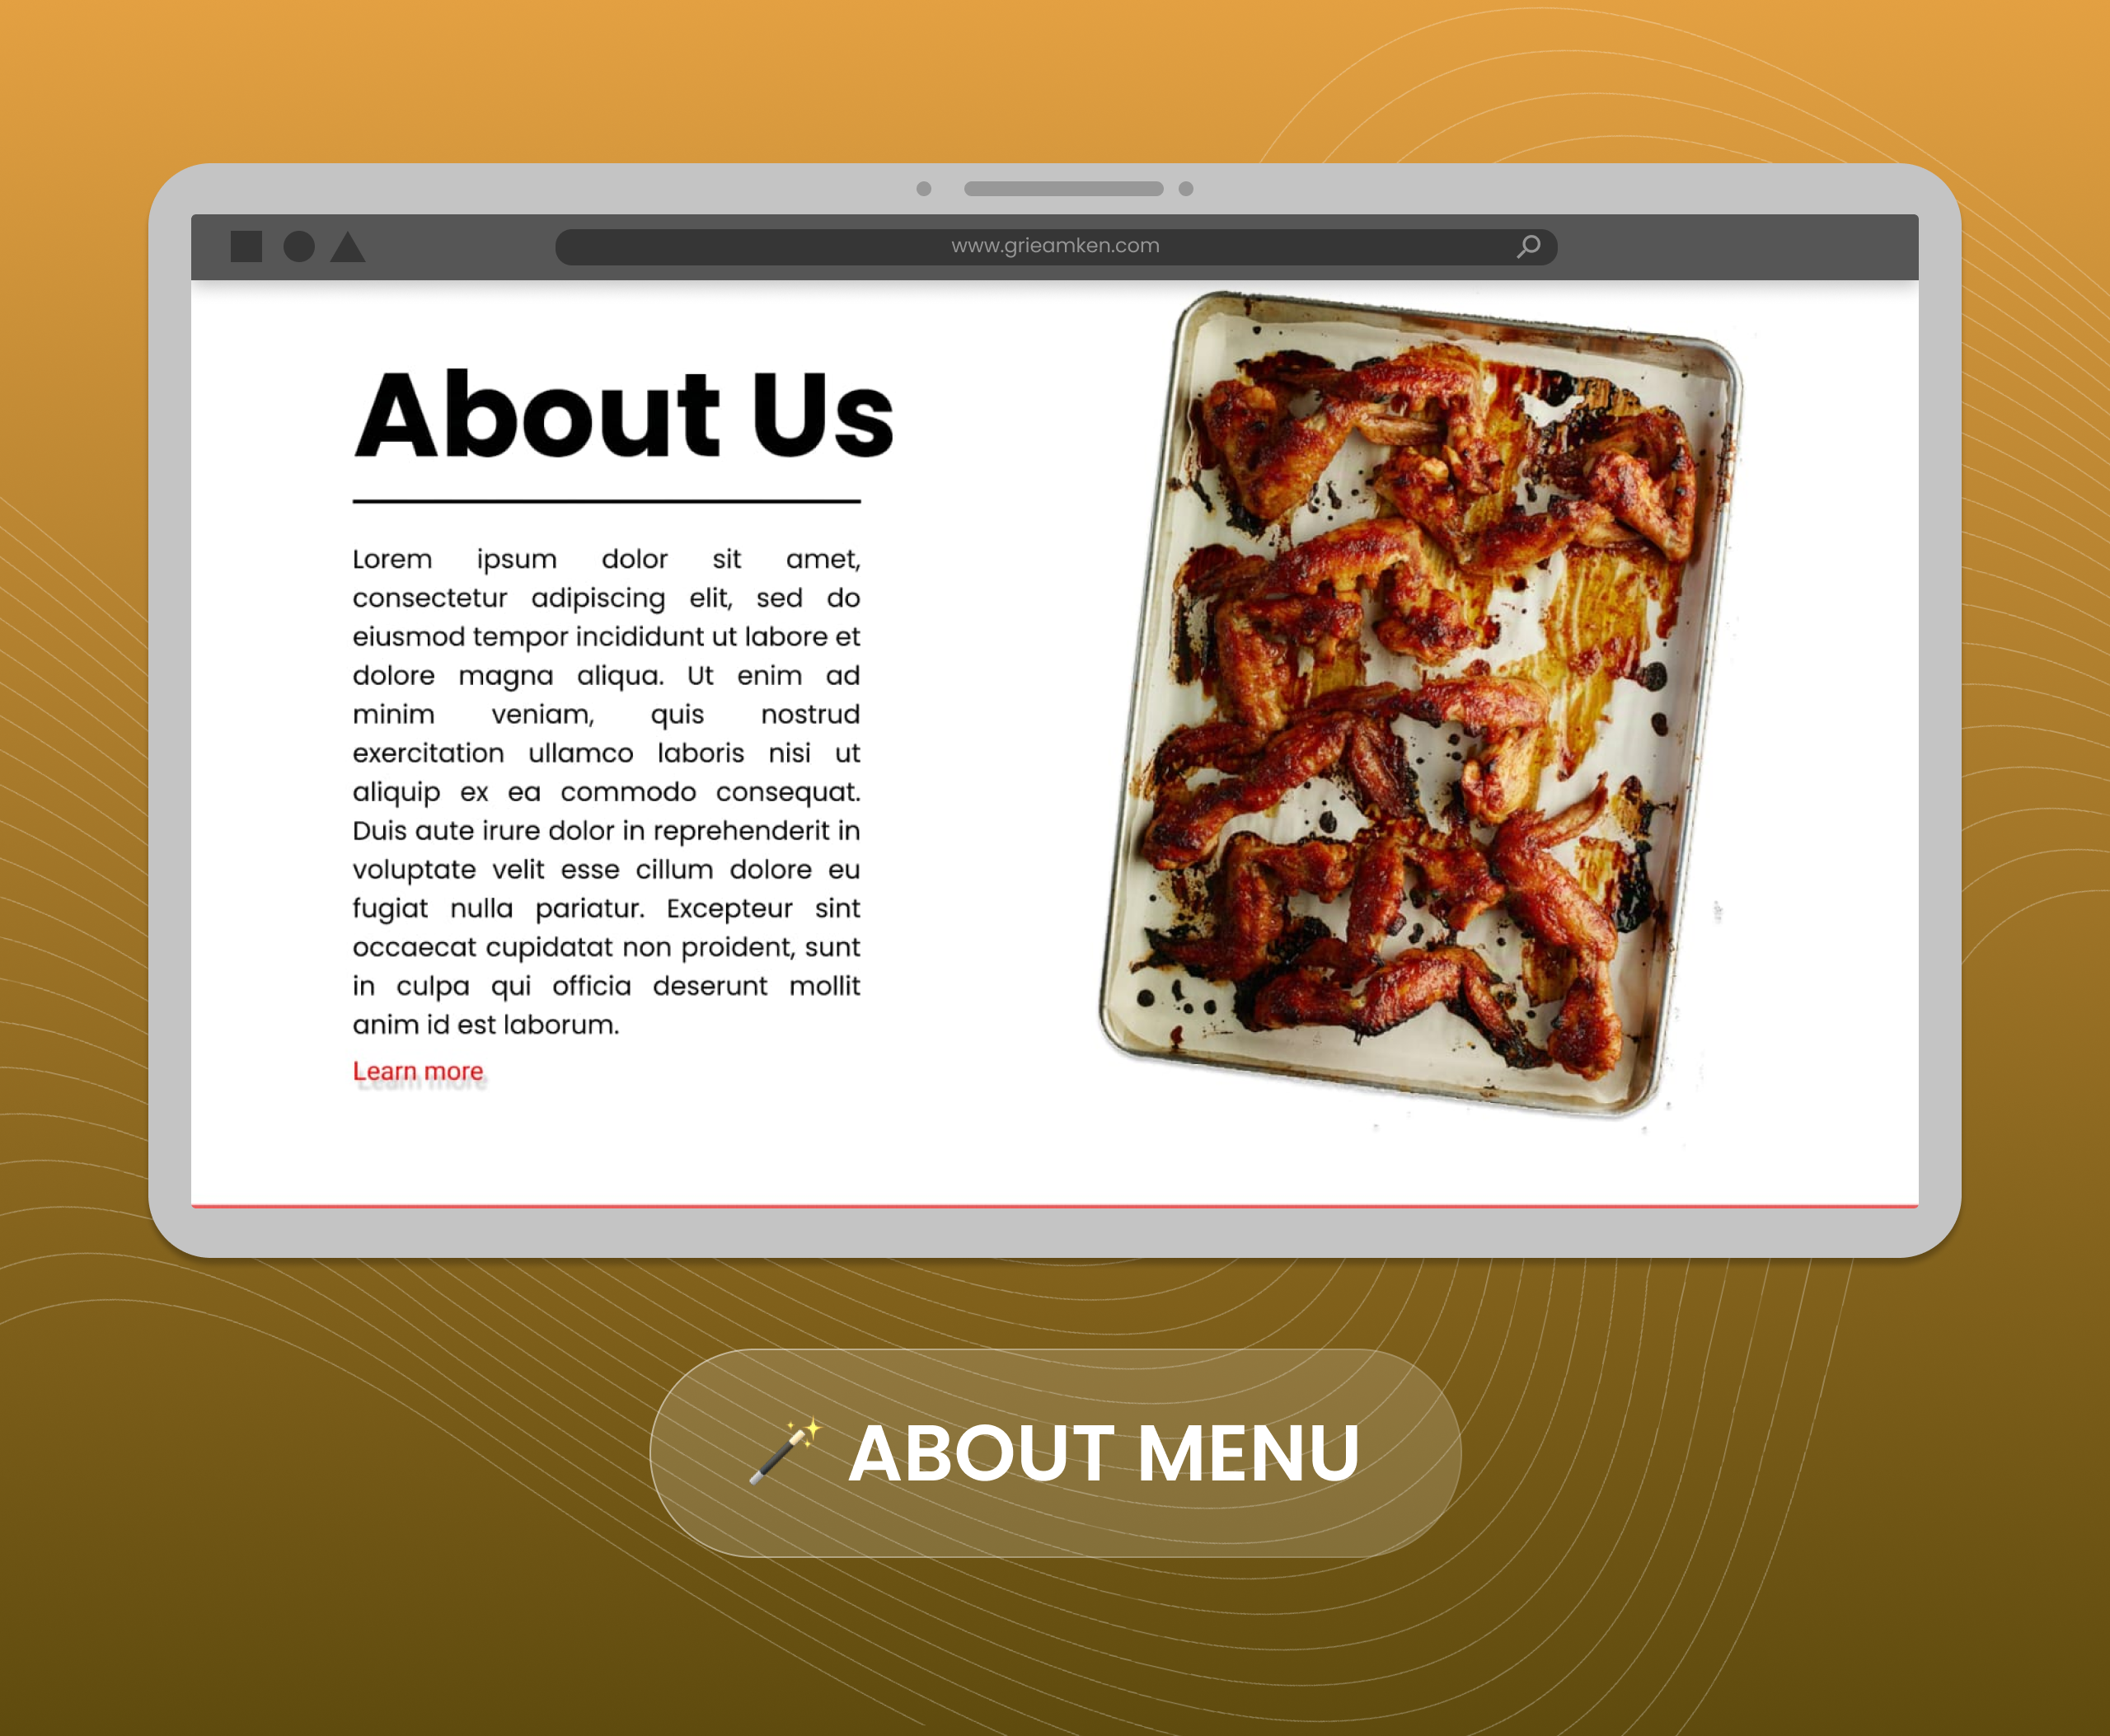 www.grieamken.com
About Us
Lorem ipsum dolor sit amet,
consectetur adipiscing elit, sed do
eiusmod tempor incididunt ut labore et
dolore magna aliqua. Ut enim ad
minim veniam, quis nostrud
exercitation ullamco laboris nisi ut
aliquip ex ea commodo consequat.
Duis aute irure dolor in reprehenderit in
voluptate velit esse cillum dolore eu
fugiat nulla pariatur. Excepteur sint
occaecat cupidatat non proident, sunt
in culpa qui officia deserunt mollit
anim id est laborum.
Learn more
ABOUT MENU